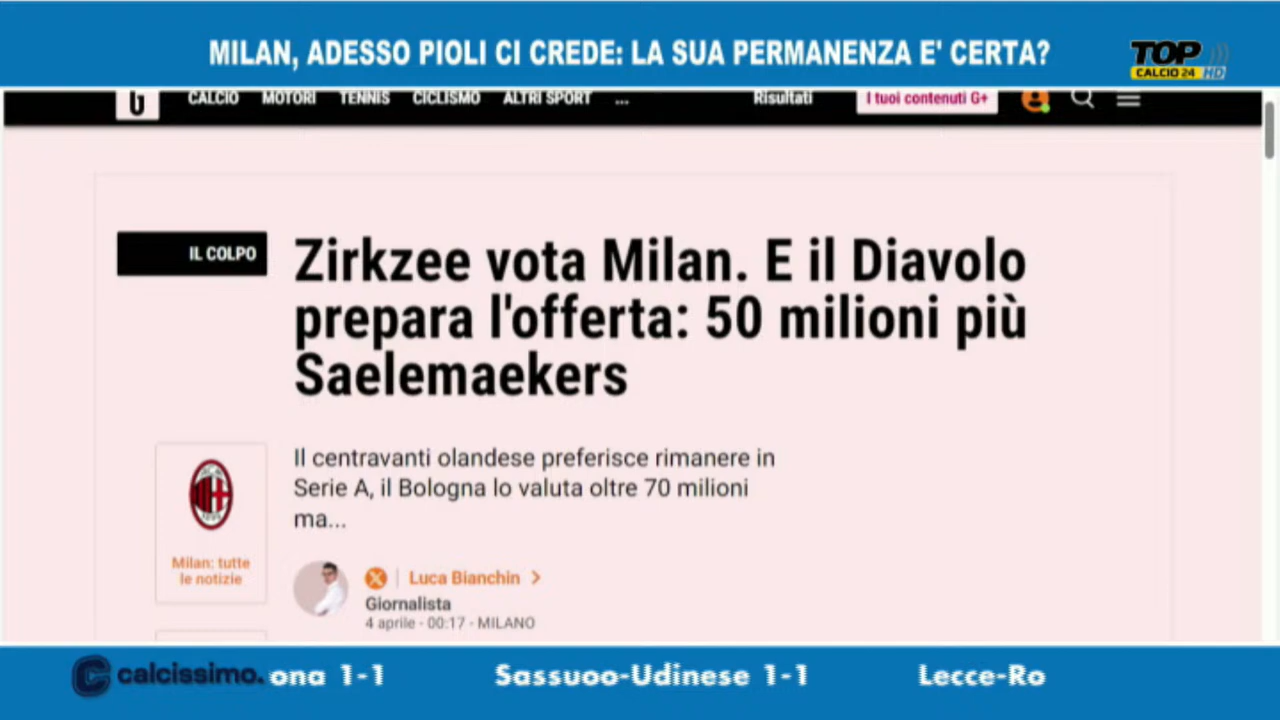 MILAN, ADESSO PIOLI CI CREDE: LA SUA PERMANENZA E' CERTA?
TOP
CALCIO 24 HD
G CALCIO MOTORI TENNIS CICLISMO ALTRI SPORT ... Risultati I tuoi contenuti G+
IL COLPO
Zirkzee vota Milan. E il Diavolo
prepara l'offerta: 50 milioni più
Saelemaekers
Il centravanti olandese preferisce rimanere in
Serie A, il Bologna lo valuta oltre 70 milioni
ma...
Milan: tutte
le notizie
Luca Bianchin >
Giornalista
4 aprile - 00:17 - MILANO
calcissimo. ona 1-1 Sassuoo-Udinese 1-1 Lecce-Ro